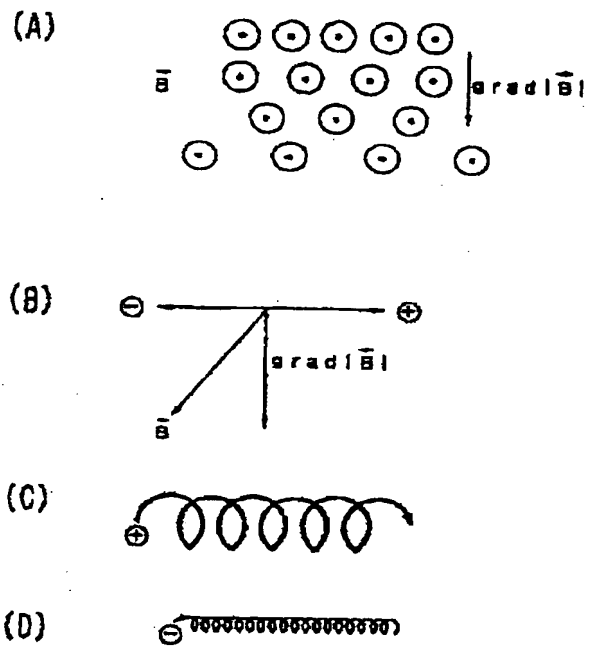 (A)
B̄ grad|B⃗|
(B)
⊖ ⊕
grad|B⃗|
B̄
(C)
⊕
(D)
⊖